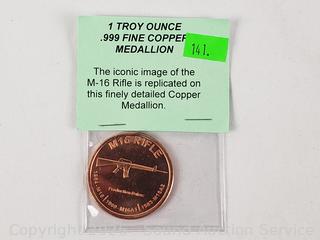 1 TROY OUNCE
.999 FINE COPPER
MEDALLION
141.
The iconic image of the
M-16 Rifle is replicated on
this finely detailed Copper
Medallion.
M16 RIFLE